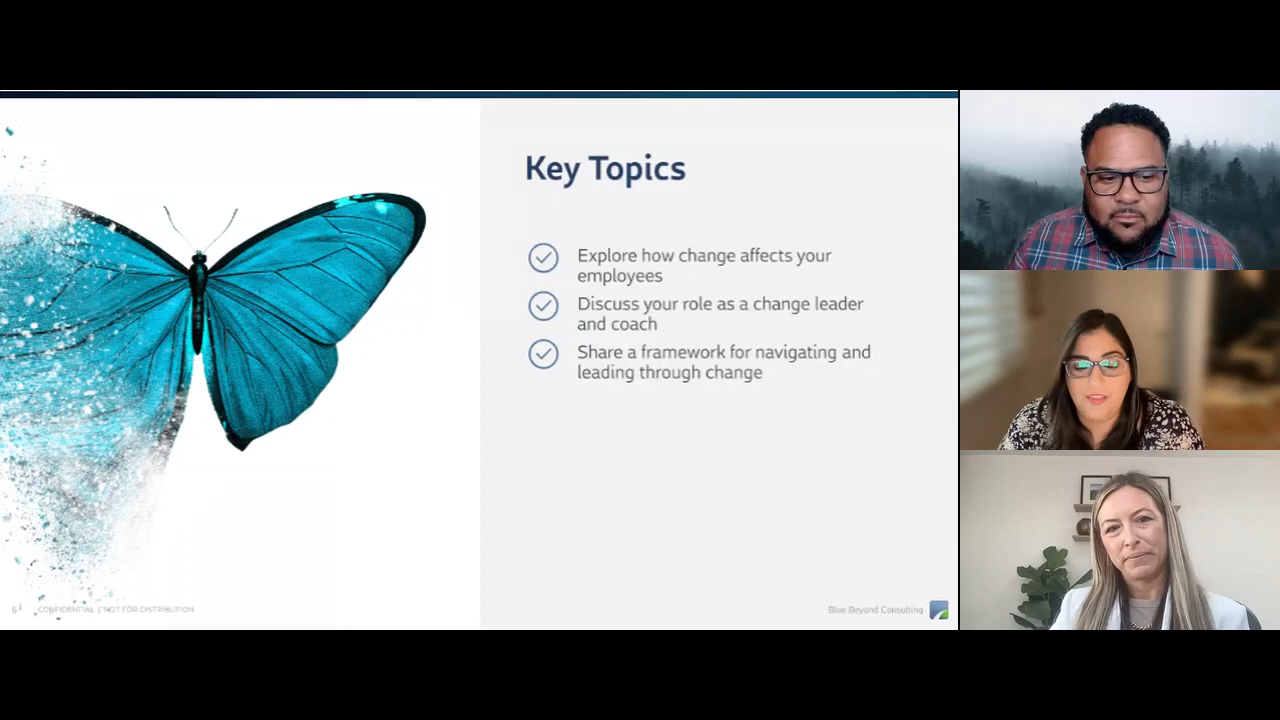 Key Topics
Explore how change affects your
employees
Discuss your role as a change leader
and coach
Share a framework for navigating and
leading through change
6 | CONFIDENTIAL | NOT FOR DISTRIBUTION
Blue Beyond Consulting